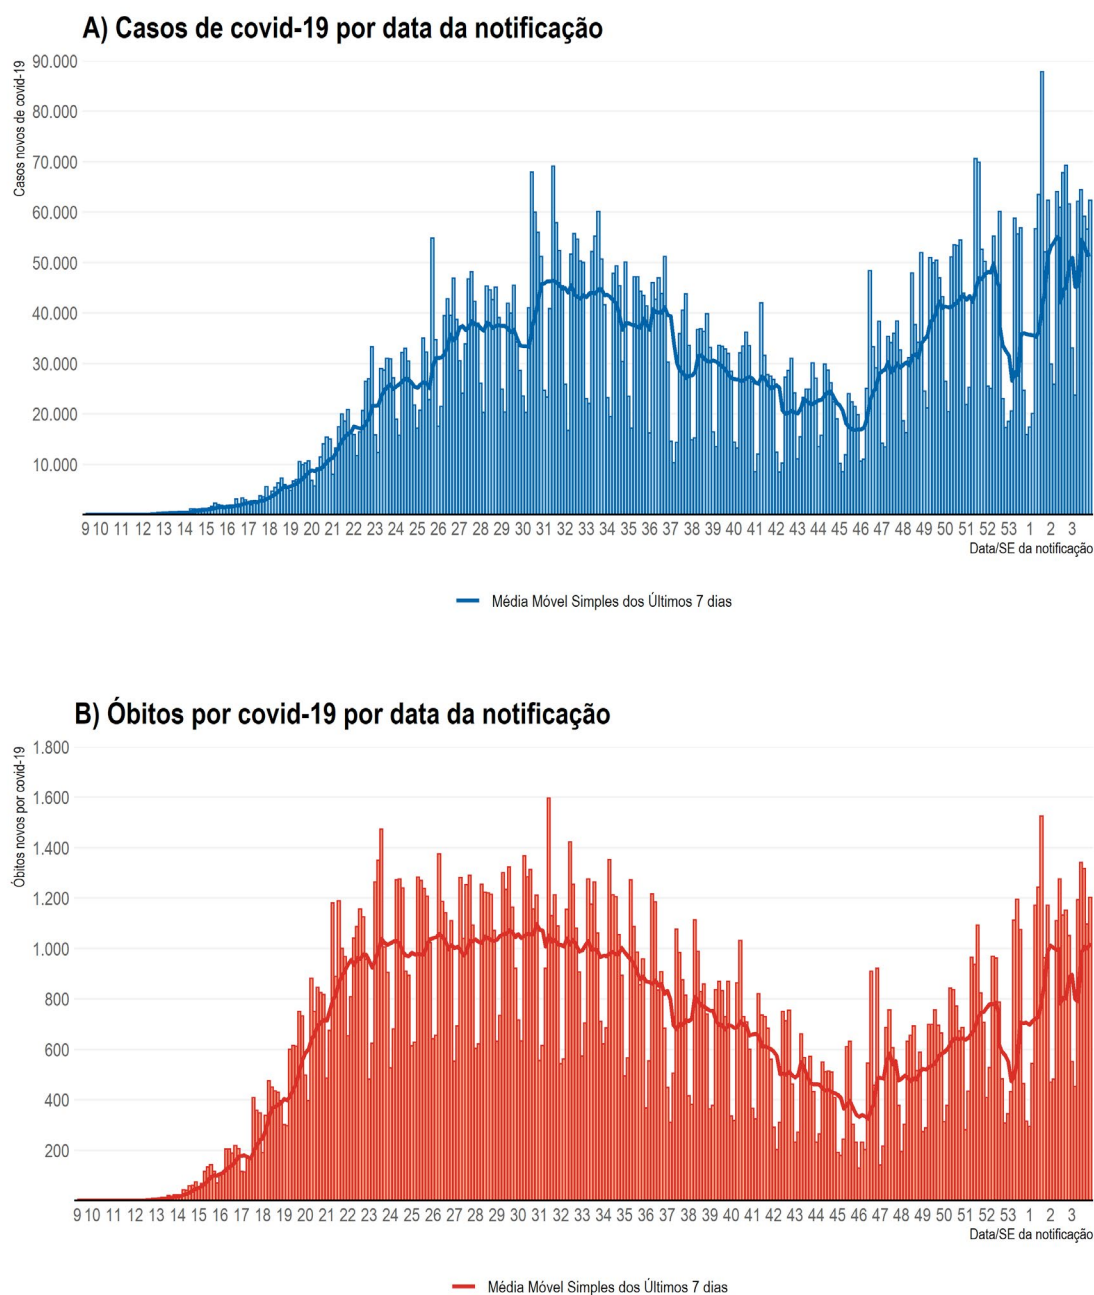 A) Casos de covid-19 por data da notificação
Casos novos de covid-19
90.000
80.000
70.000
60.000
50.000
40.000
30.000
20.000
10.000
9 10 11 12 13 14 15 16 17 18 19 20 21 22 23 24 25 26 27 28 29 30 31 32 33 34 35 36 37 38 39 40 41 42 43 44 45 46 47 48 49 50 51 52 53 1 2 3
Data/SE da notificação
Média Móvel Simples dos Últimos 7 dias
B) Óbitos por covid-19 por data da notificação
Óbitos novos por covid-19
1.800
1.600
1.400
1.200
1.000
800
600
400
200
9 10 11 12 13 14 15 16 17 18 19 20 21 22 23 24 25 26 27 28 29 30 31 32 33 34 35 36 37 38 39 40 41 42 43 44 45 46 47 48 49 50 51 52 53 1 2 3
Data/SE da notificação
Média Móvel Simples dos Últimos 7 dias